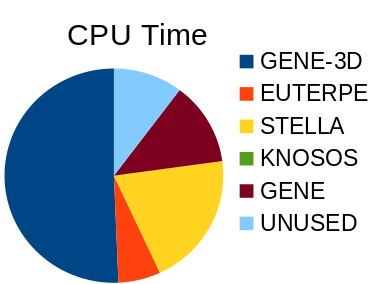 CPU Time
GENE-3D
EUTERPE
STELLA
KNOSOS
GENE
UNUSED